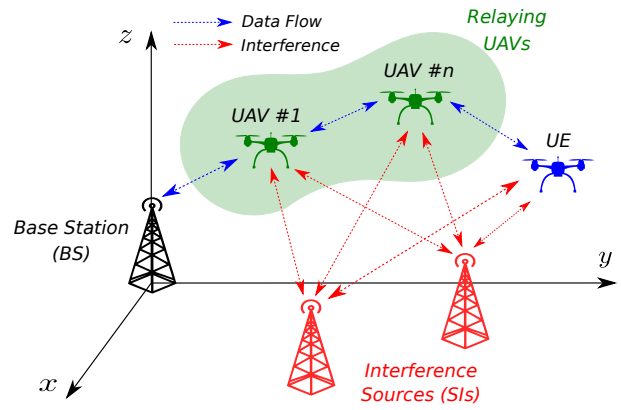 z
Data Flow
Interference
Relaying
UAVs
UAV #n
UAV #1
UE
Base Station
(BS)
y
x
Interference
Sources (SIs)